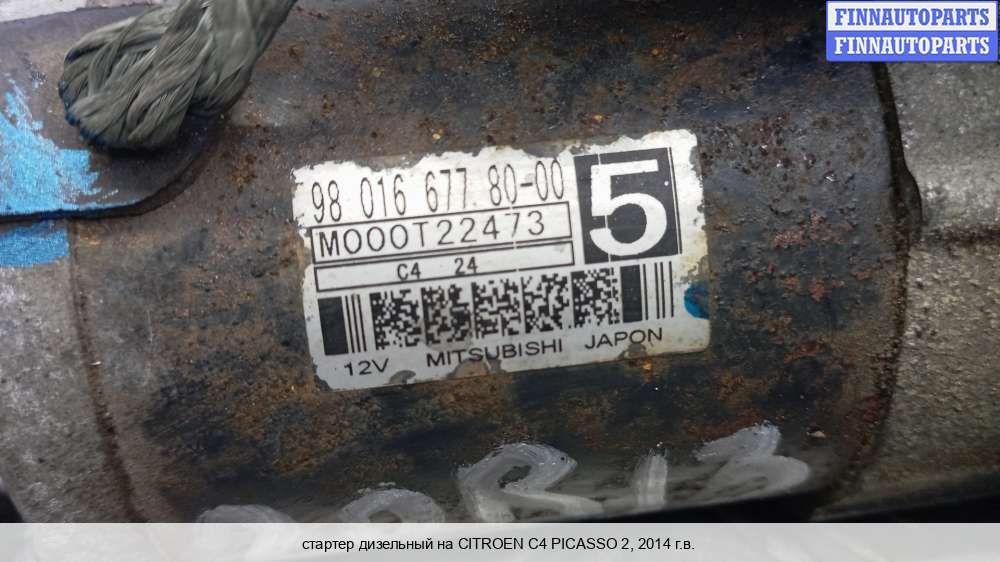 FINNAUTOPARTS
FINNAUTOPARTS
98 016 677 80-00
5
M000T22473
C4 24
12V MITSUBISHI JAPON
стартер дизельный на CITROEN C4 PICASSO 2, 2014 г.в.